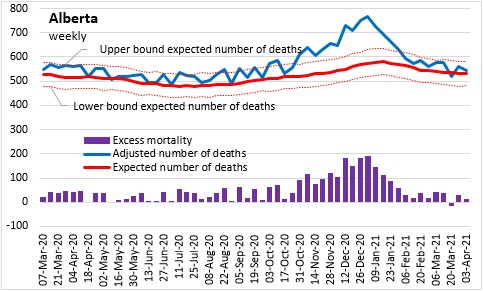 800
700
600
500
400
300
200
100
0
-100
Alberta
weekly
Upper bound expected number of deaths
Lower bound expected number of deaths
Excess mortality
Adjusted number of deaths
Expected number of deaths
07-Mar-20
21-Mar-20
04-Apr-20
18-Apr-20
02-May-20
16-May-20
30-May-20
13-Jun-20
27-Jun-20
11-Jul-20
25-Jul-20
08-Aug-20
22-Aug-20
05-Sep-20
19-Sep-20
03-Oct-20
17-Oct-20
31-Oct-20
14-Nov-20
28-Nov-20
12-Dec-20
26-Dec-20
09-Jan-21
23-Jan-21
06-Feb-21
20-Feb-21
06-Mar-21
20-Mar-21
03-Apr-21